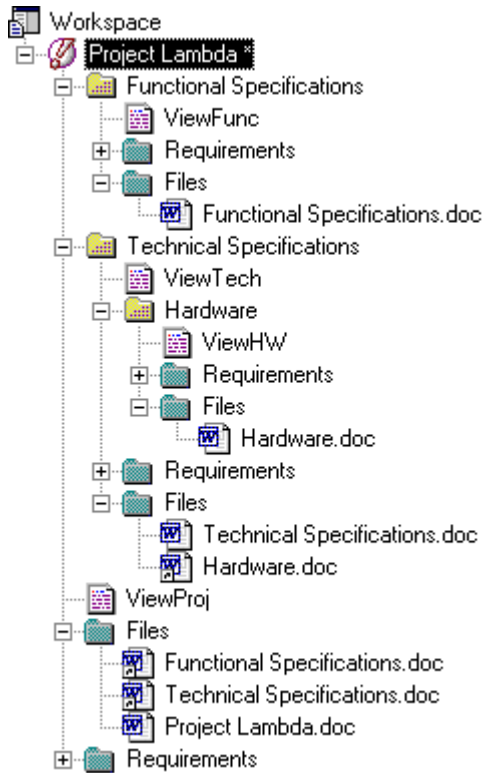 Workspace
Project Lambda *
Functional Specifications
ViewFunc
Requirements
Files
Functional Specifications.doc
Technical Specifications
ViewTech
Hardware
ViewHW
Requirements
Files
Hardware.doc
Requirements
Files
Technical Specifications.doc
Hardware.doc
ViewProj
Files
Functional Specifications.doc
Technical Specifications.doc
Project Lambda.doc
Requirements